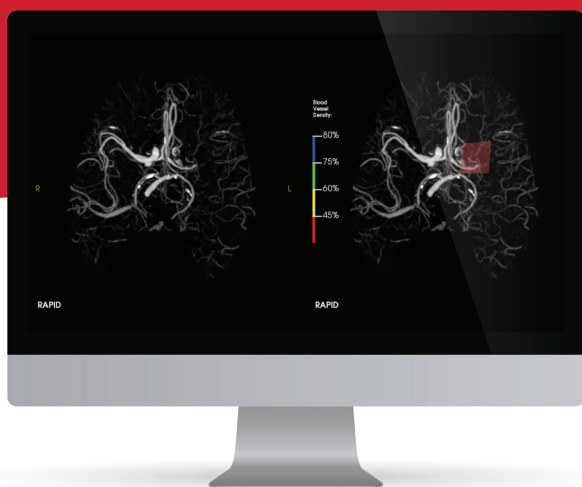 R
RAPID
Blood
Vessel
Density:
80%
75%
60%
45%
L
RAPID